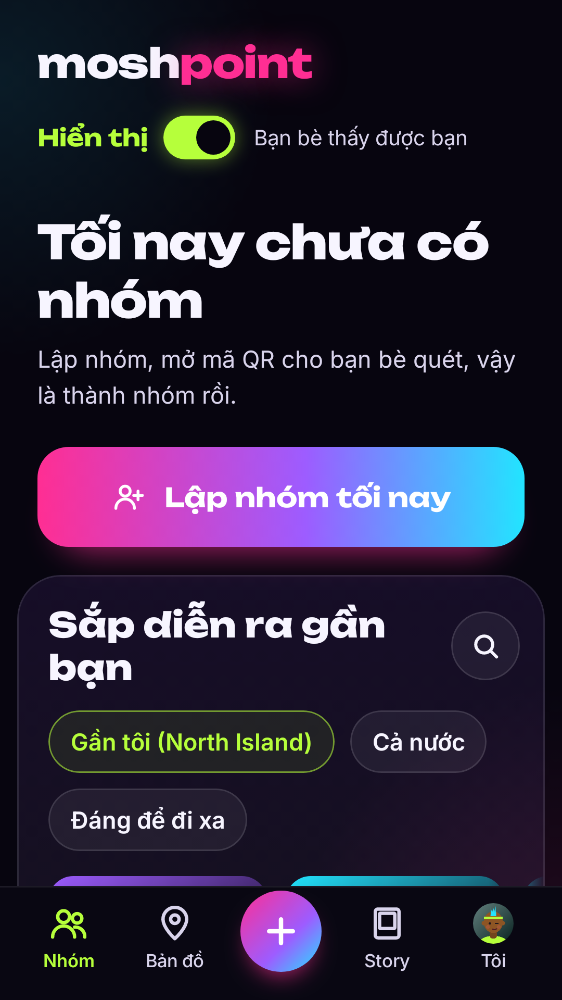 moshpoint
Hiển thị
Bạn bè thấy được bạn
Tối nay chưa có
nhóm
Lập nhóm, mở mã QR cho bạn bè quét, vậy
là thành nhóm rồi.
Lập nhóm tối nay
Sắp diễn ra gần
bạn
Gần tôi (North Island)
Cả nước
Đáng để đi xa
Nhóm
Bản đồ
Story
Tôi